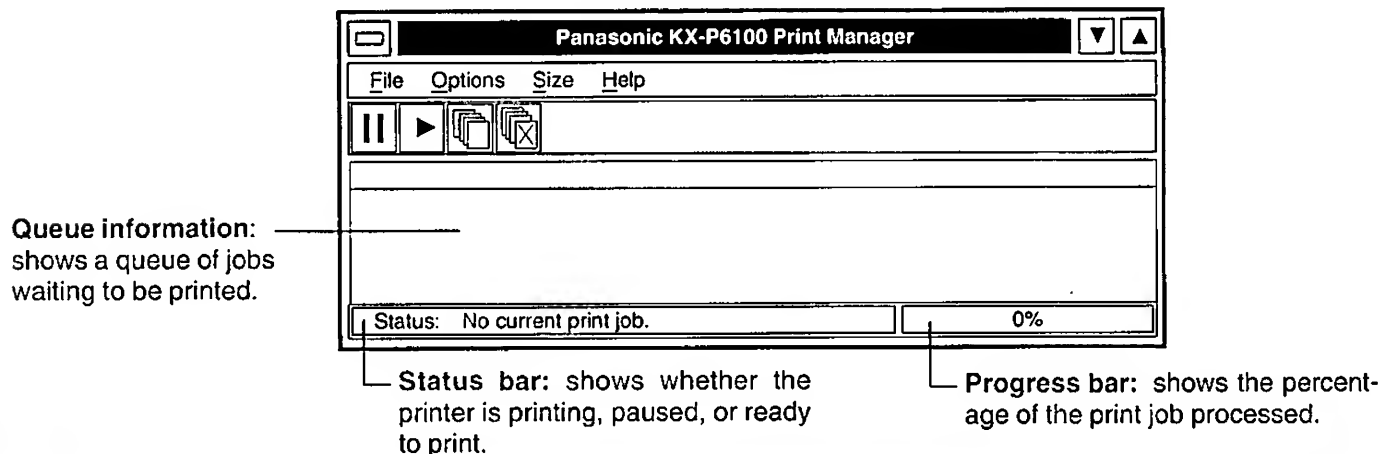 Panasonic KX-P6100 Print Manager
File Options Size Help
Queue information:
shows a queue of jobs
waiting to be printed.
Status: No current print job.
0%
Status bar: shows whether the
printer is printing, paused, or ready
to print.
Progress bar: shows the percent-
age of the print job processed.